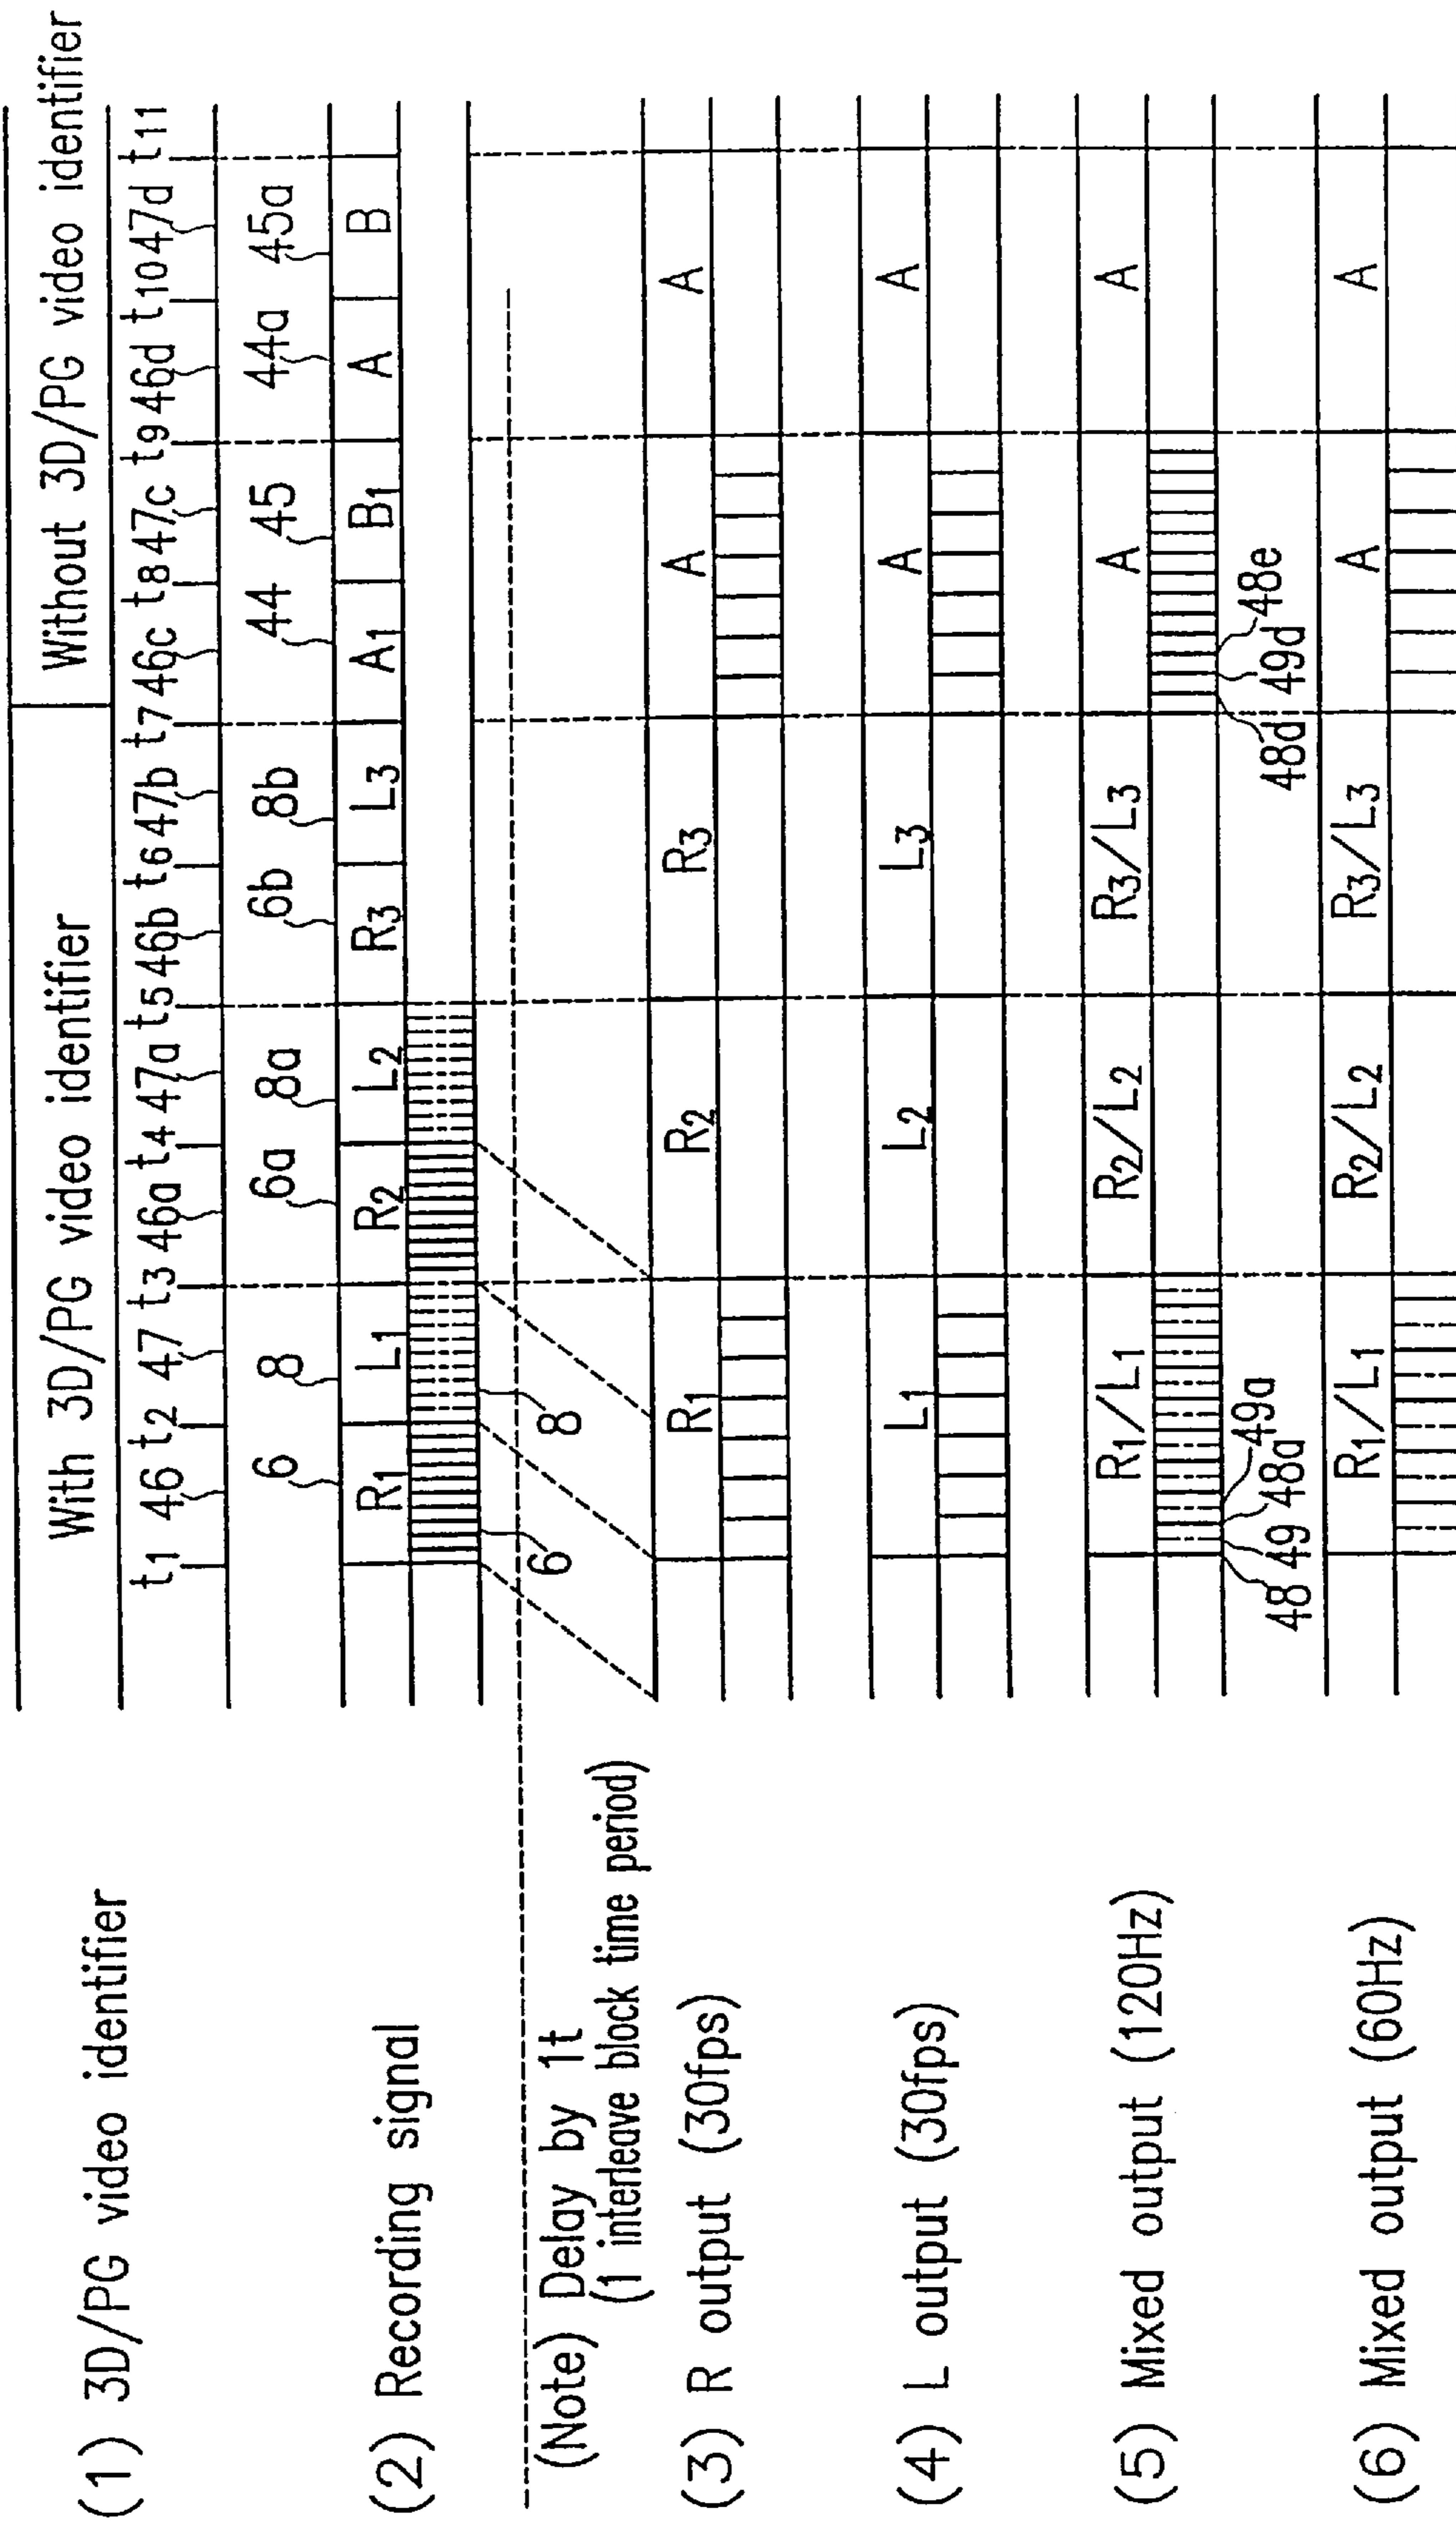 (1) 3D/PG video identifier
With 3D/PG video identifier Without 3D/PG video identifier
t1 46 t2 47 t3 46a t4 47a t5 46b t6 47b t7 46c t8 47c t9 46d t10 47d t11
6 8 6a 8a 6b 8b 44 45 44a 45a
(2) Recording signal
R1 L1 R2 L2 R3 L3 A1 B1 A B
6 8
(Note) Delay by 1t
(1 interleave block time period)
(3) R output (30fps)
R1 R2 R3 A A
(4) L output (30fps)
L1 L2 L3 A A
(5) Mixed output (120Hz)
R1/L1 R2/L2 R3/L3 A A
48 49 48a 49a 48d 49d 48e
(6) Mixed output (60Hz)
R1/L1 R2/L2 R3/L3 A A